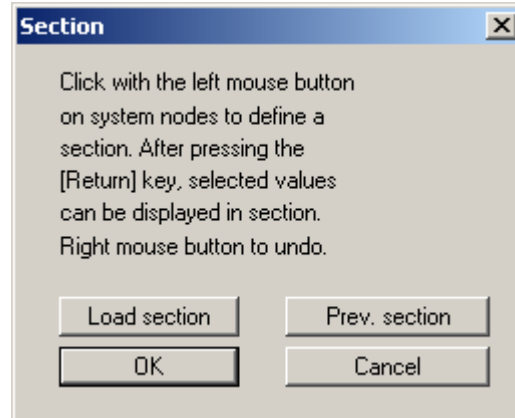 Section
Click with the left mouse button
on system nodes to define a
section. After pressing the
[Return] key, selected values
can be displayed in section.
Right mouse button to undo.
Load section
Prev. section
OK
Cancel